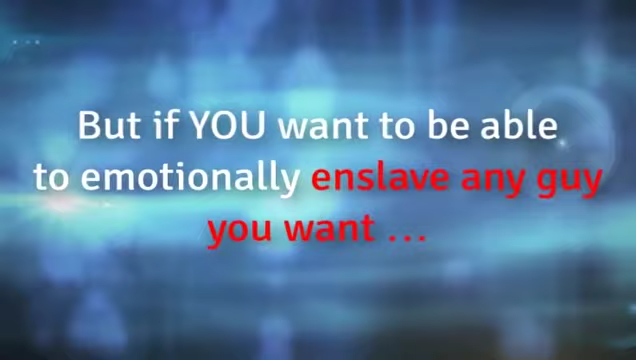 But if YOU want to be able
to emotionally enslave any guy
you want ...